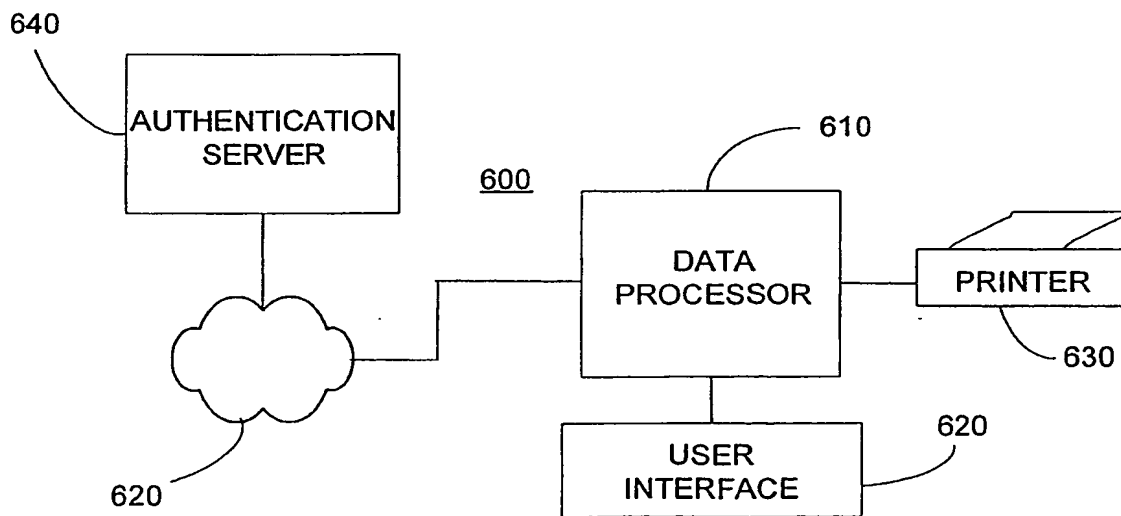 640
AUTHENTICATION
SERVER
610
600
DATA
PROCESSOR
PRINTER
630
620
USER
INTERFACE
620